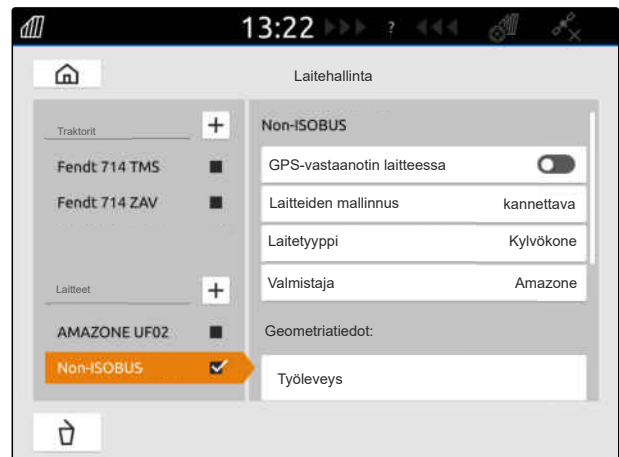 13:22 ?
Laitehallinta
Traktorit
Fendt 714 TMS
Fendt 714 ZAV
Laitteet
AMAZONE UF02
Non-ISOBUS
Non-ISOBUS
GPS-vastaanotin laitteessa
Laitteiden mallinnus kannettava
Laitetyyppi Kylvökone
Valmistaja Amazone
Geometriatiedot:
Työleveys